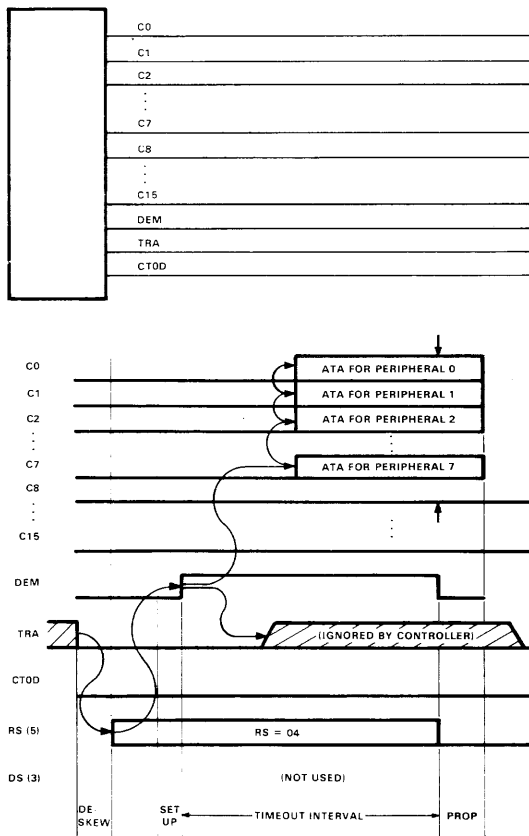 C0
C1
C2
C7
C8
C15
DEM
TRA
CT0D
C0
ATA FOR PERIPHERAL 0
C1
ATA FOR PERIPHERAL 1
C2
ATA FOR PERIPHERAL 2
C7
ATA FOR PERIPHERAL 7
C8
C15
DEM
TRA
(IGNORED BY CONTROLLER)
CT0D
RS (5)
RS = 04
DS (3)
(NOT USED)
DE-
SKEW
SET
UP
TIMEOUT INTERVAL
PROP